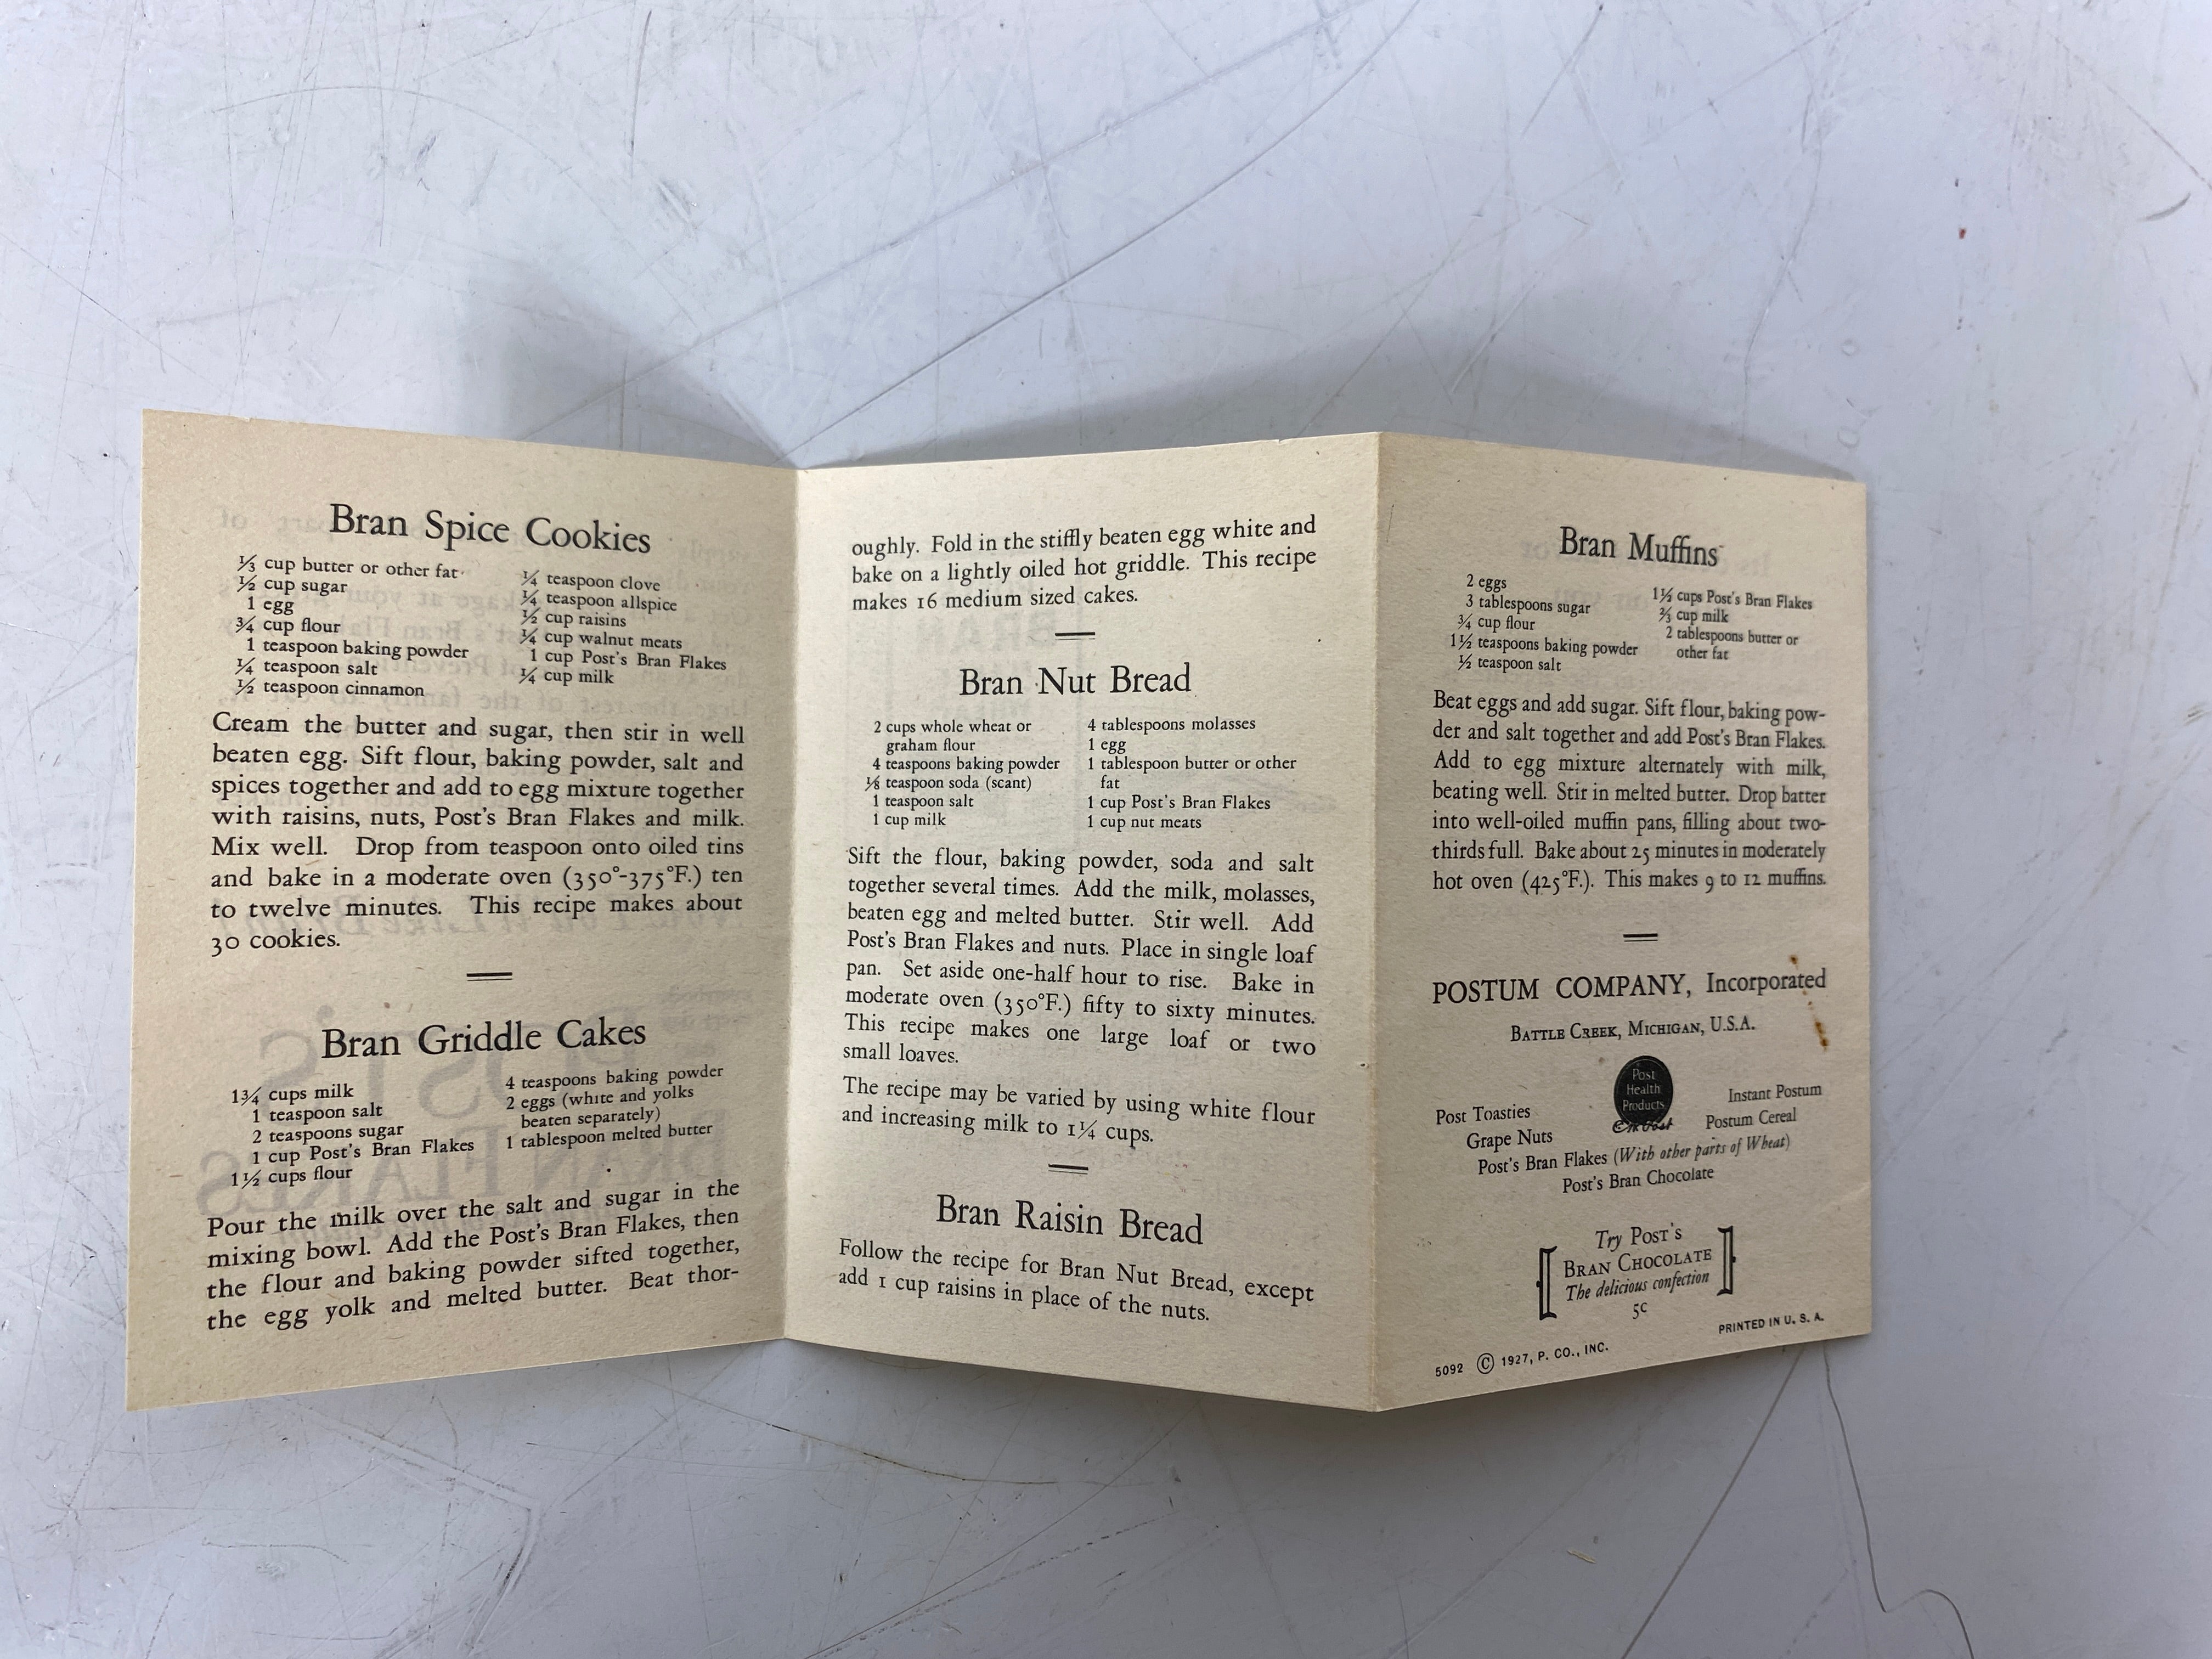 Bran Spice Cookies
⅓ cup butter or other fat
½ cup sugar
1 egg
¾ cup flour
1 teaspoon baking powder
¼ teaspoon salt
½ teaspoon cinnamon
¼ teaspoon clove
¼ teaspoon allspice
½ cup raisins
¼ cup walnut meats
1 cup Post's Bran Flakes
¼ cup milk
Cream the butter and sugar, then stir in well
beaten egg. Sift flour, baking powder, salt and
spices together and add to egg mixture together
with raisins, nuts, Post's Bran Flakes and milk.
Mix well. Drop from teaspoon onto oiled tins
and bake in a moderate oven (350°-375°F.) ten
to twelve minutes. This recipe makes about
30 cookies.
Bran Griddle Cakes
1¾ cups milk
1 teaspoon salt
2 teaspoons sugar
1 cup Post's Bran Flakes
1½ cups flour
4 teaspoons baking powder
2 eggs (white and yolks
beaten separately)
1 tablespoon melted butter
Pour the milk over the salt and sugar in the
mixing bowl. Add the Post's Bran Flakes, then
the flour and baking powder sifted together,
the egg yolk and melted butter. Beat thor-
oughly. Fold in the stiffly beaten egg white and
bake on a lightly oiled hot griddle. This recipe
makes 16 medium sized cakes.
Bran Nut Bread
2 cups whole wheat or
graham flour
4 teaspoons baking powder
⅛ teaspoon soda (scant)
1 teaspoon salt
1 cup milk
4 tablespoons molasses
1 egg
1 tablespoon butter or other
fat
1 cup Post's Bran Flakes
1 cup nut meats
Sift the flour, baking powder, soda and salt
together several times. Add the milk, molasses,
beaten egg and melted butter. Stir well. Add
Post's Bran Flakes and nuts. Place in single loaf
pan. Set aside one-half hour to rise. Bake in
moderate oven (350°F.) fifty to sixty minutes.
This recipe makes one large loaf or two
small loaves.
The recipe may be varied by using white flour
and increasing milk to 1¼ cups.
Bran Raisin Bread
Follow the recipe for Bran Nut Bread, except
add 1 cup raisins in place of the nuts.
Bran Muffins
2 eggs
3 tablespoons sugar
¾ cup flour
1½ teaspoons baking powder
½ teaspoon salt
1½ cups Post's Bran Flakes
⅔ cup milk
2 tablespoons butter or
other fat
Beat eggs and add sugar. Sift flour, baking pow-
der and salt together and add Post's Bran Flakes.
Add to egg mixture alternately with milk,
beating well. Stir in melted butter. Drop batter
into well-oiled muffin pans, filling about two-
thirds full. Bake about 25 minutes in moderately
hot oven (425°F.). This makes 9 to 12 muffins.
POSTUM COMPANY, Incorporated
BATTLE CREEK, MICHIGAN, U.S.A.
Post
Health
Products
Post Toasties
Grape Nuts
Instant Postum
Postum Cereal
Post's Bran Flakes (With other parts of Wheat)
Post's Bran Chocolate
Try POST'S
BRAN CHOCOLATE
The delicious confection
5c
5092 © 1927, P. CO., INC.
PRINTED IN U. S. A.